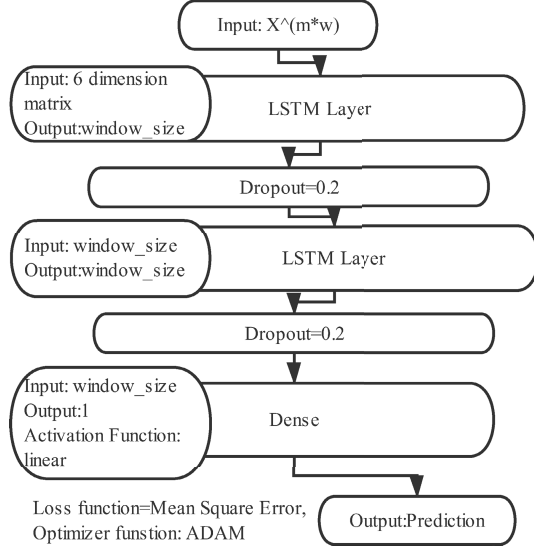 Input: X^(m*w)
Input: 6 dimension
matrix
Output:window_size
LSTM Layer
Dropout=0.2
Input: window_size
Output:window_size
LSTM Layer
Dropout=0.2
Input: window_size
Output:1
Activation Function:
linear
Dense
Loss function=Mean Square Error,
Optimizer funstion: ADAM
Output:Prediction